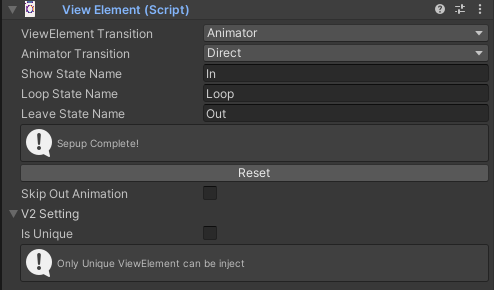 View Element (Script)
ViewElement Transition Animator
Animator Transition Direct
Show State Name In
Loop State Name Loop
Leave State Name Out
Sepup Complete!
Reset
Skip Out Animation
V2 Setting
Is Unique
Only Unique ViewElement can be inject